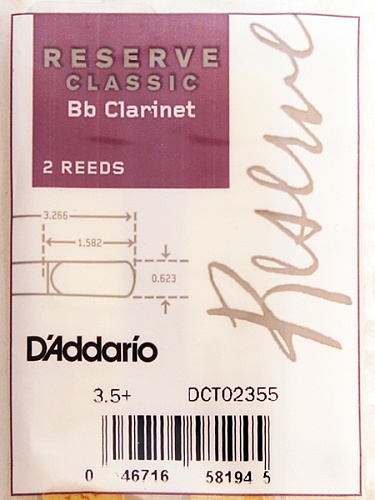 RESERVE
CLASSIC
Bb Clarinet
2 REEDS
Reserve
3.266
1.582
0.623
D'Addario
3.5+ DCT02355
0 46716 58194 5